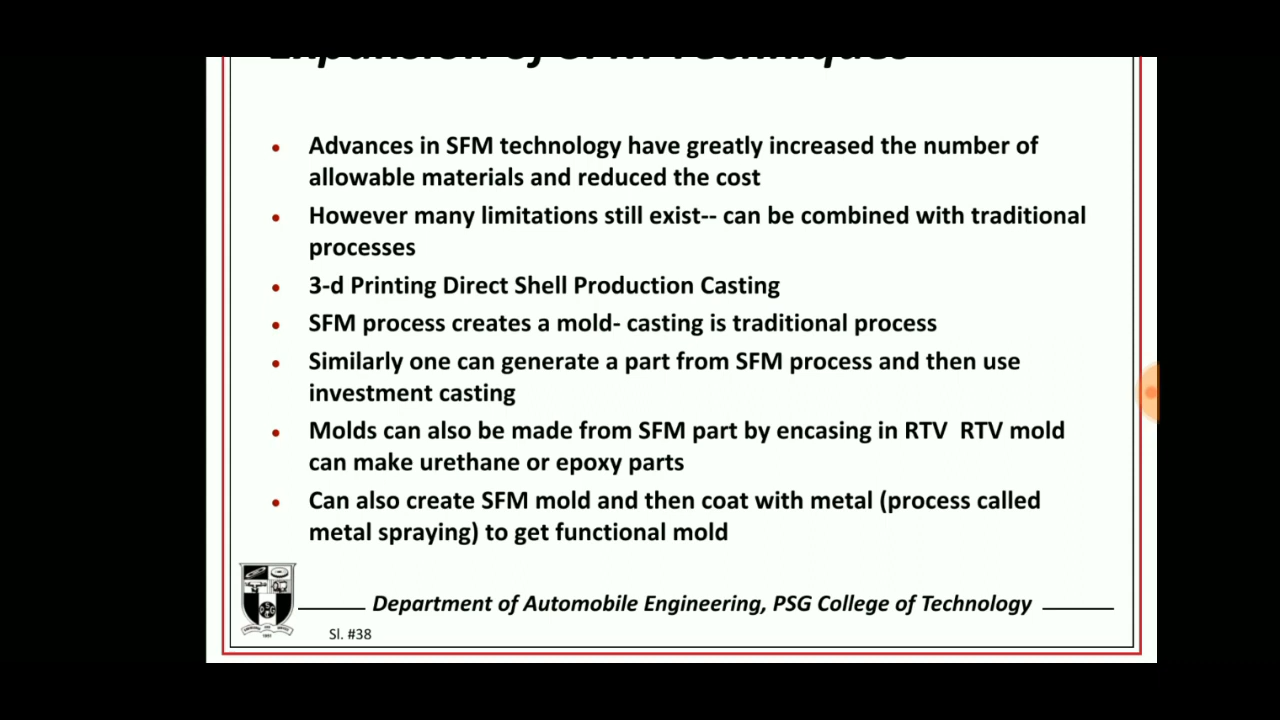 Expansion of SFM Techniques
• Advances in SFM technology have greatly increased the number of
allowable materials and reduced the cost
• However many limitations still exist-- can be combined with traditional
processes
• 3-d Printing Direct Shell Production Casting
• SFM process creates a mold- casting is traditional process
• Similarly one can generate a part from SFM process and then use
investment casting
• Molds can also be made from SFM part by encasing in RTV  RTV mold
can make urethane or epoxy parts
• Can also create SFM mold and then coat with metal (process called
metal spraying) to get functional mold
Department of Automobile Engineering, PSG College of Technology
Sl. #38